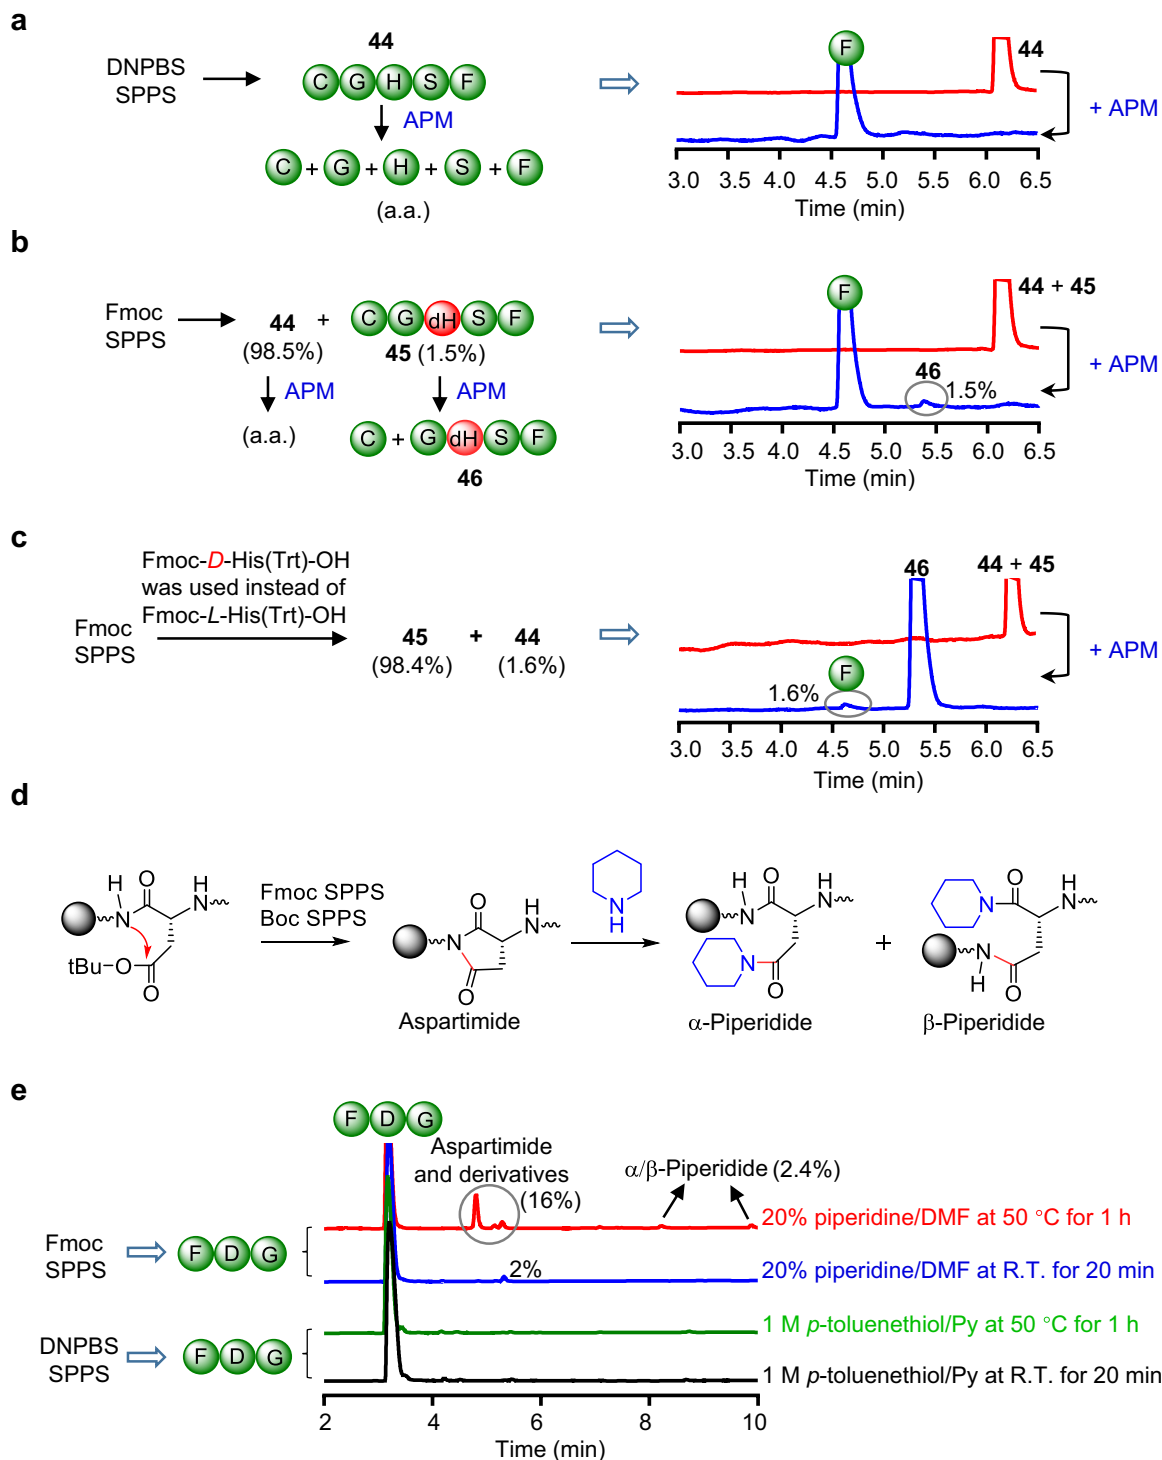 a
44
DNPBS
SPPS
C G H S F
APM
C + G + H + S + F
(a.a.)
F
44
+ APM
3.0 3.5 4.0 4.5 5.0 5.5 6.0 6.5
Time (min)
b
Fmoc
SPPS
44 +
(98.5%)
C G dH S F
45 (1.5%)
APM
APM
(a.a.)
C + G dH S F
46
F
44 + 45
46
1.5%
+ APM
3.0 3.5 4.0 4.5 5.0 5.5 6.0 6.5
Time (min)
c
Fmoc-D-His(Trt)-OH
was used instead of
Fmoc-L-His(Trt)-OH
Fmoc
SPPS
45 + 44
(98.4%) (1.6%)
46
44 + 45
F
1.6%
+ APM
3.0 3.5 4.0 4.5 5.0 5.5 6.0 6.5
Time (min)
d
H
N
O
H
N
tBu-O
O
Fmoc SPPS
Boc SPPS
O
H
N
N
O
Aspartimide
N
H
H
N
O
H
N
N
O
α-Piperidide
+
N
O
H
N
N
H
O
β-Piperidide
e
F D G
Aspartimide
and derivatives
(16%)
α/β-Piperidide (2.4%)
20% piperidine/DMF at 50 °C for 1 h
Fmoc
SPPS
F D G
2%
20% piperidine/DMF at R.T. for 20 min
1 M p-toluenethiol/Py at 50 °C for 1 h
DNPBS
SPPS
F D G
1 M p-toluenethiol/Py at R.T. for 20 min
2 4 6 8 10
Time (min)